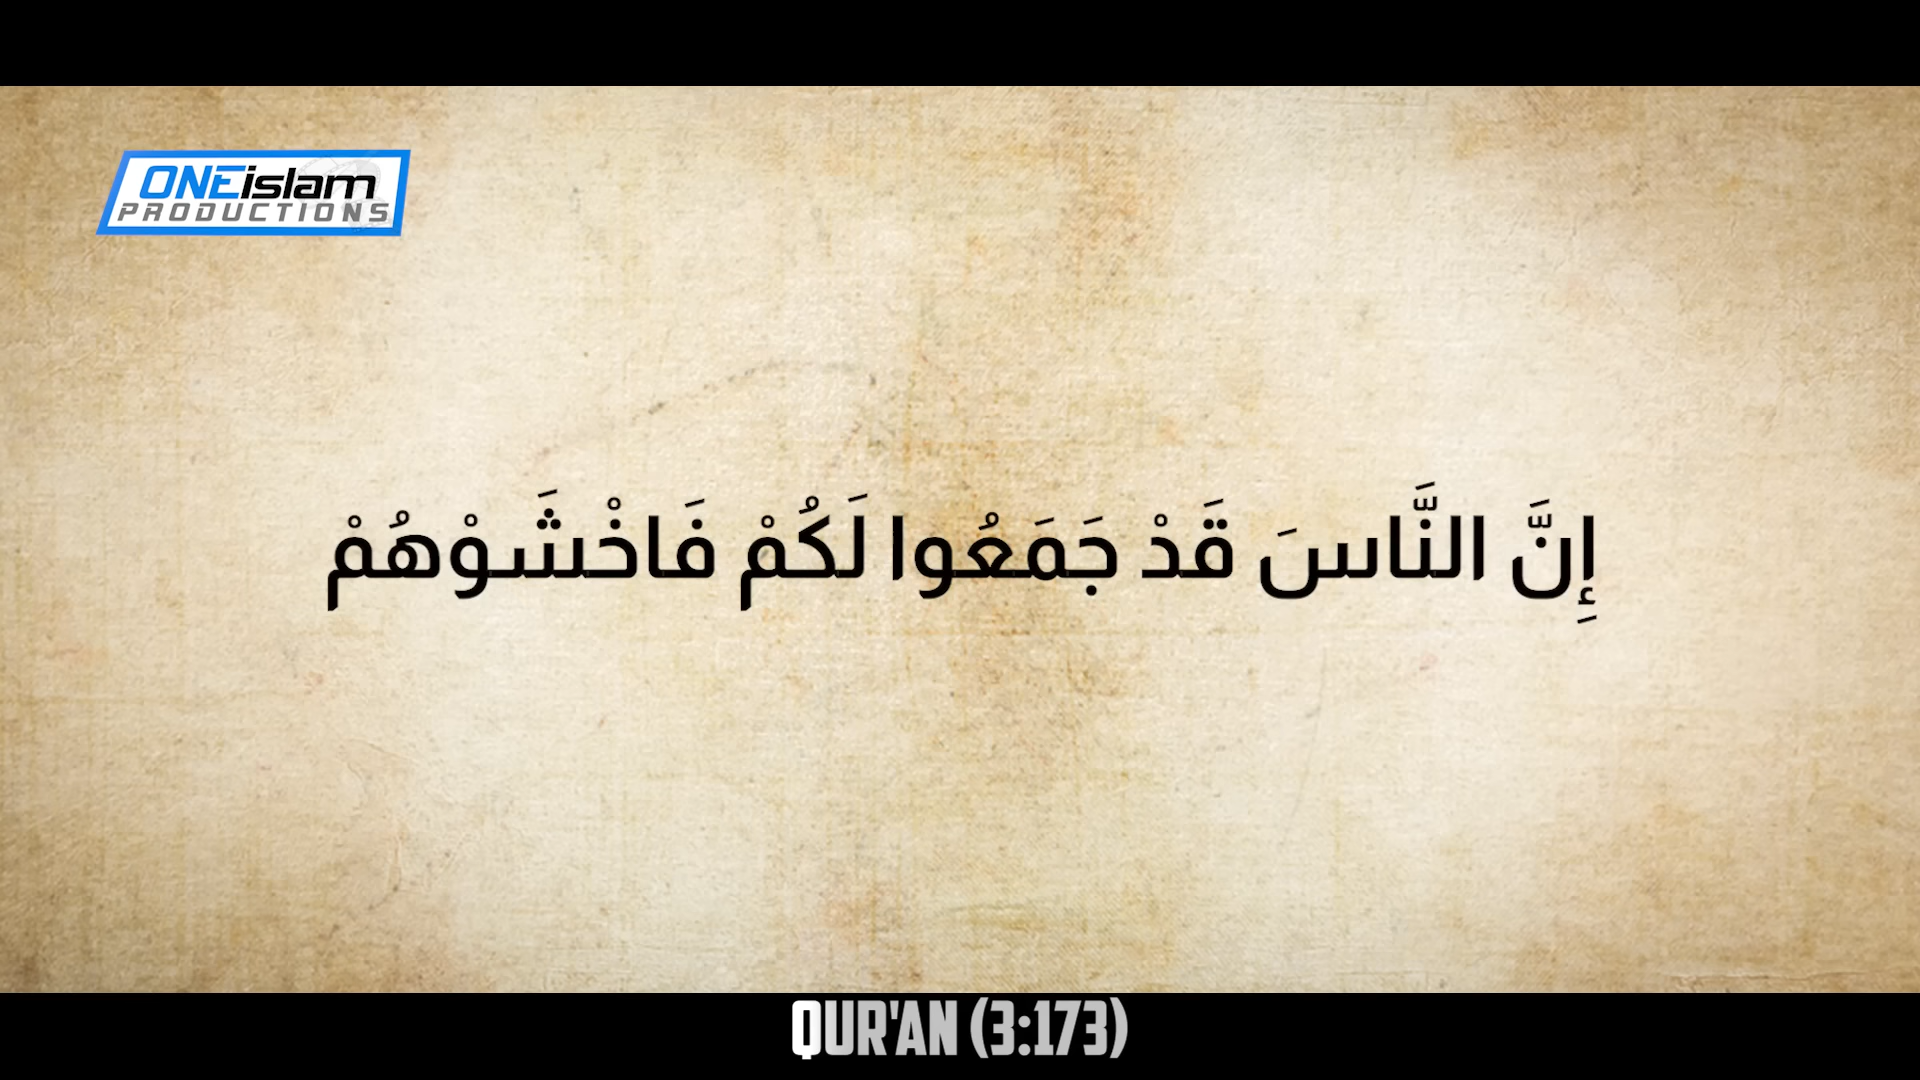 ONEislam
PRODUCTIONS
إِنَّ النَّاسَ قَدْ جَمَعُوا لَكُمْ فَاخْشَوْهُمْ
QUR'AN (3:173)